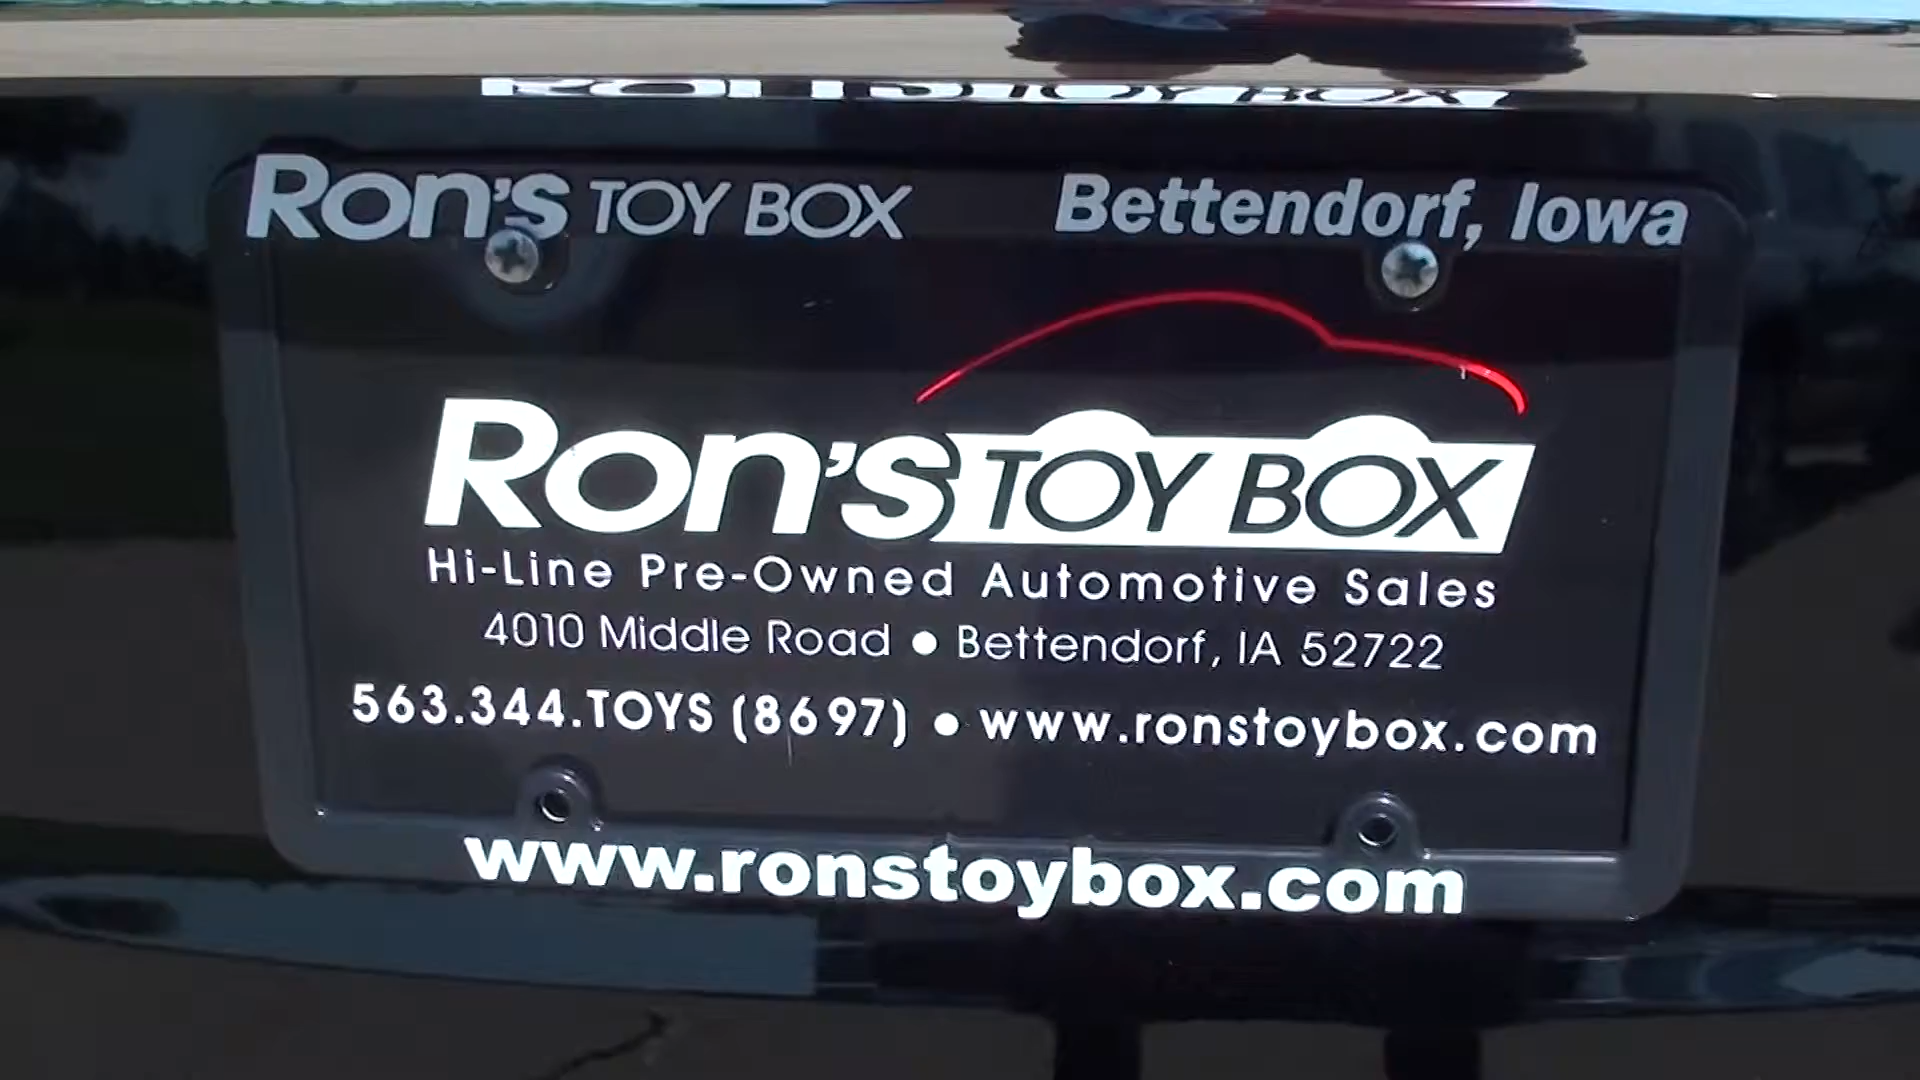 Ron's TOY BOX Bettendorf, Iowa
Ron's TOY BOX
Hi-Line Pre-Owned Automotive Sales
4010 Middle Road • Bettendorf, IA 52722
563.344.TOYS (8697) • www.ronstoybox.com
www.ronstoybox.com